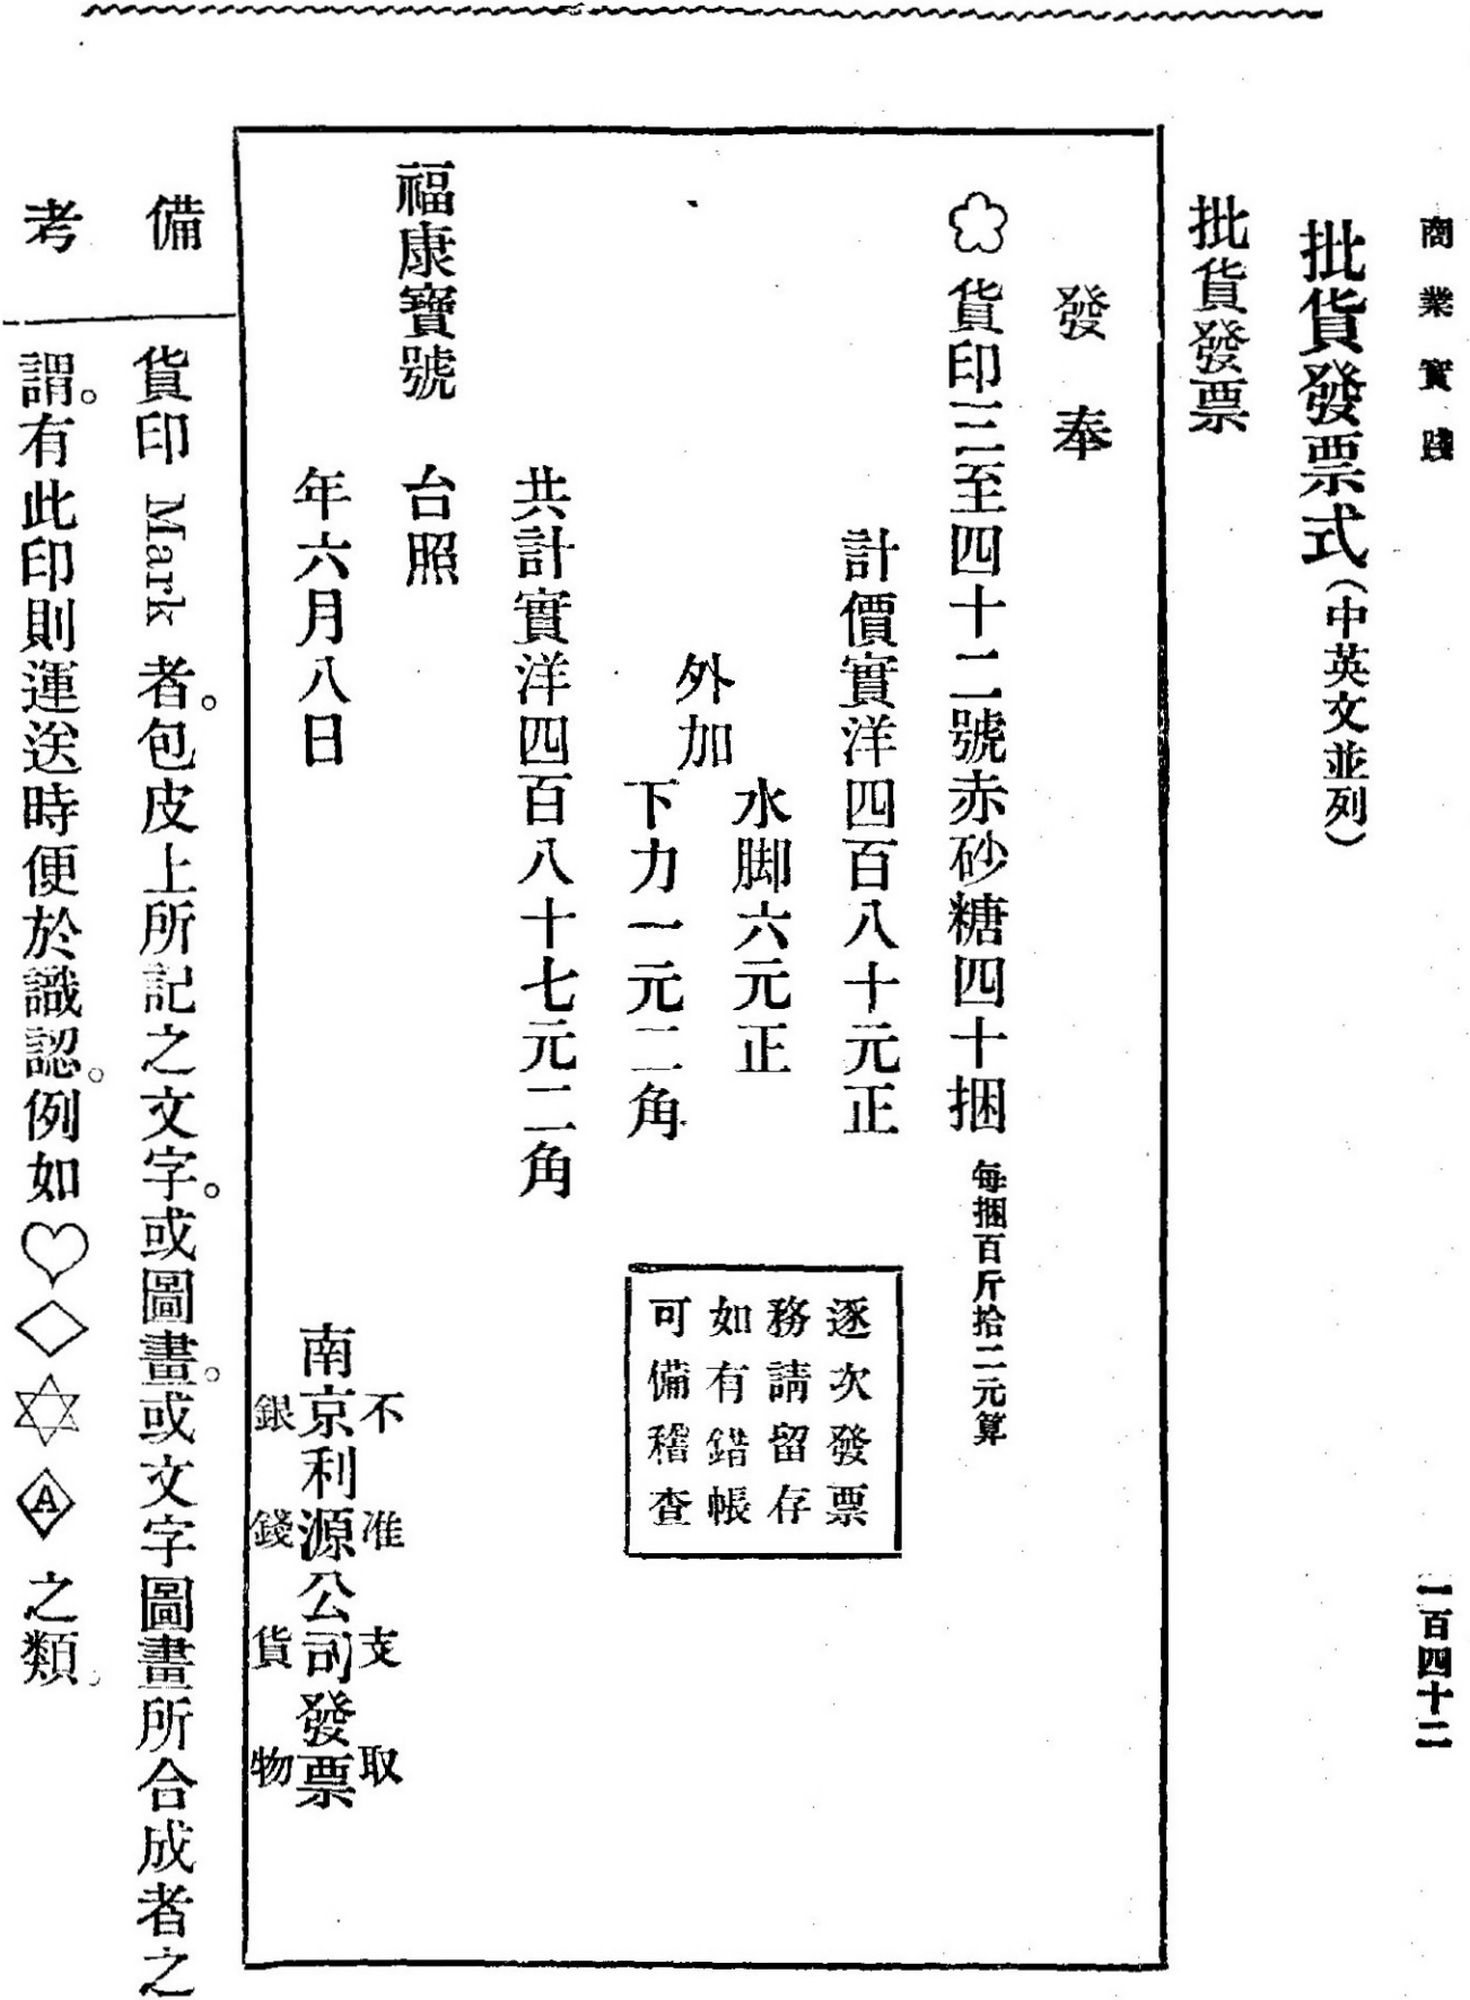 商業實踐
一百四十二
批貨發票式(中英文並列)
批貨發票
發奉
貨印三至四十二號赤砂糖四十捆 每捆百斤拾二元算
計價實洋四百八十元正
外加
水脚六元正
下力一元二角
共計實洋四百八十七元二角
逐次發票
務請留存
如有錯帳
可備稽查
福康寶號 台照
年六月八日
南京利源公司發票
不准支取
銀錢貨物
備考
貨印 Mark 者。包皮上所記之文字。或圖畫。或文字圖畫所合成者之
謂。有此印則運送時便於識認。例如♡◇✡A之類。